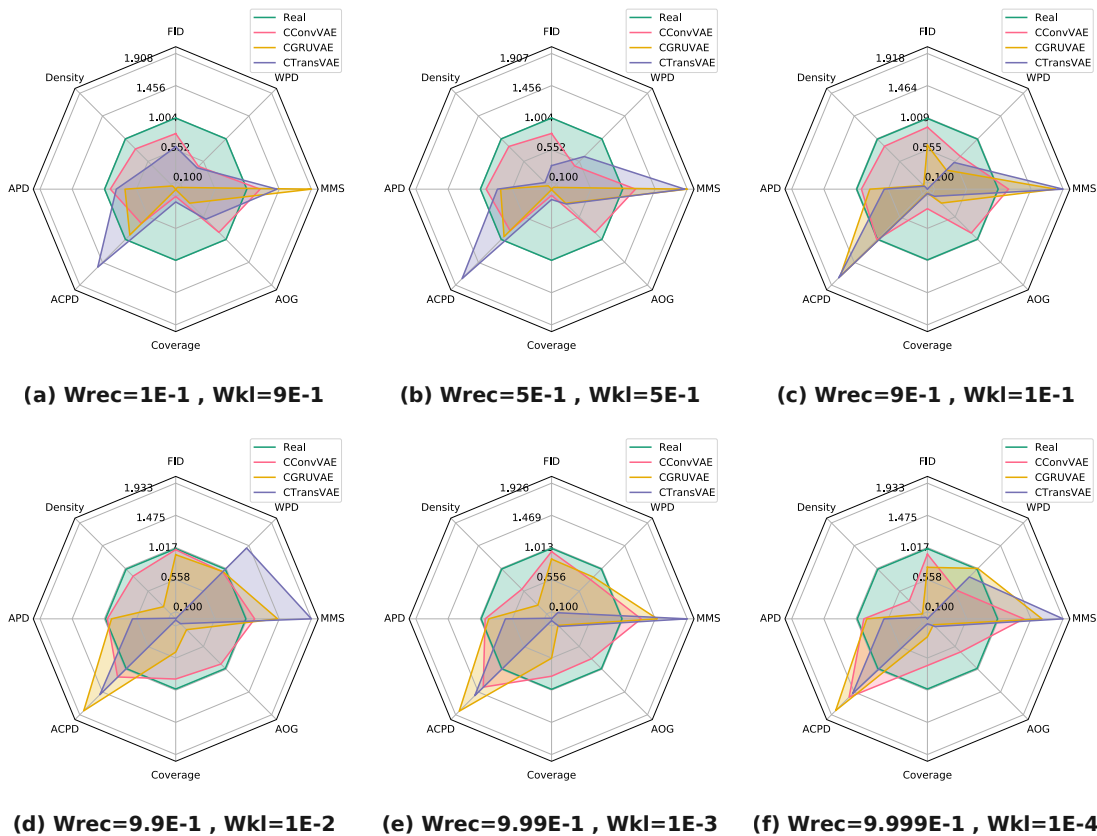 FID
Real
CConvVAE
CGRUVAE
CTransVAE
1.908
Density
WPD
1.456
1.004
0.552
0.100
APD
MMS
ACPD
AOG
Coverage
(a) Wrec=1E-1 , Wkl=9E-1
FID
Real
CConvVAE
CGRUVAE
CTransVAE
1.907
Density
WPD
1.456
1.004
0.552
0.100
APD
MMS
ACPD
AOG
Coverage
(b) Wrec=5E-1 , Wkl=5E-1
FID
Real
CConvVAE
CGRUVAE
CTransVAE
1.918
Density
WPD
1.464
1.009
0.555
0.100
APD
MMS
ACPD
AOG
Coverage
(c) Wrec=9E-1 , Wkl=1E-1
FID
Real
CConvVAE
CGRUVAE
CTransVAE
1.933
Density
WPD
1.475
1.017
0.558
0.100
APD
MMS
ACPD
AOG
Coverage
(d) Wrec=9.9E-1 , Wkl=1E-2
FID
Real
CConvVAE
CGRUVAE
CTransVAE
1.926
Density
WPD
1.469
1.013
0.556
0.100
APD
MMS
ACPD
AOG
Coverage
(e) Wrec=9.99E-1 , Wkl=1E-3
FID
Real
CConvVAE
CGRUVAE
CTransVAE
1.933
Density
WPD
1.475
1.017
0.558
0.100
APD
MMS
ACPD
AOG
Coverage
(f) Wrec=9.999E-1 , Wkl=1E-4